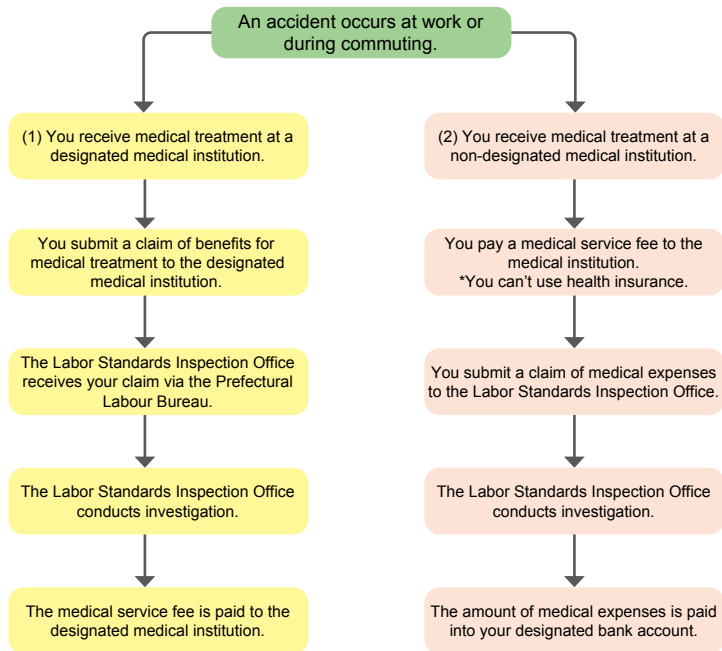 An accident occurs at work or
during commuting.
(1) You receive medical treatment at a
designated medical institution.
You submit a claim of benefits for
medical treatment to the designated
medical institution.
The Labor Standards Inspection Office
receives your claim via the Prefectural
Labour Bureau.
The Labor Standards Inspection Office
conducts investigation.
The medical service fee is paid to the
designated medical institution.
(2) You receive medical treatment at a
non-designated medical institution.
You pay a medical service fee to the
medical institution.
*You can’t use health insurance.
You submit a claim of medical expenses
to the Labor Standards Inspection Office.
The Labor Standards Inspection Office
conducts investigation.
The amount of medical expenses is paid
into your designated bank account.